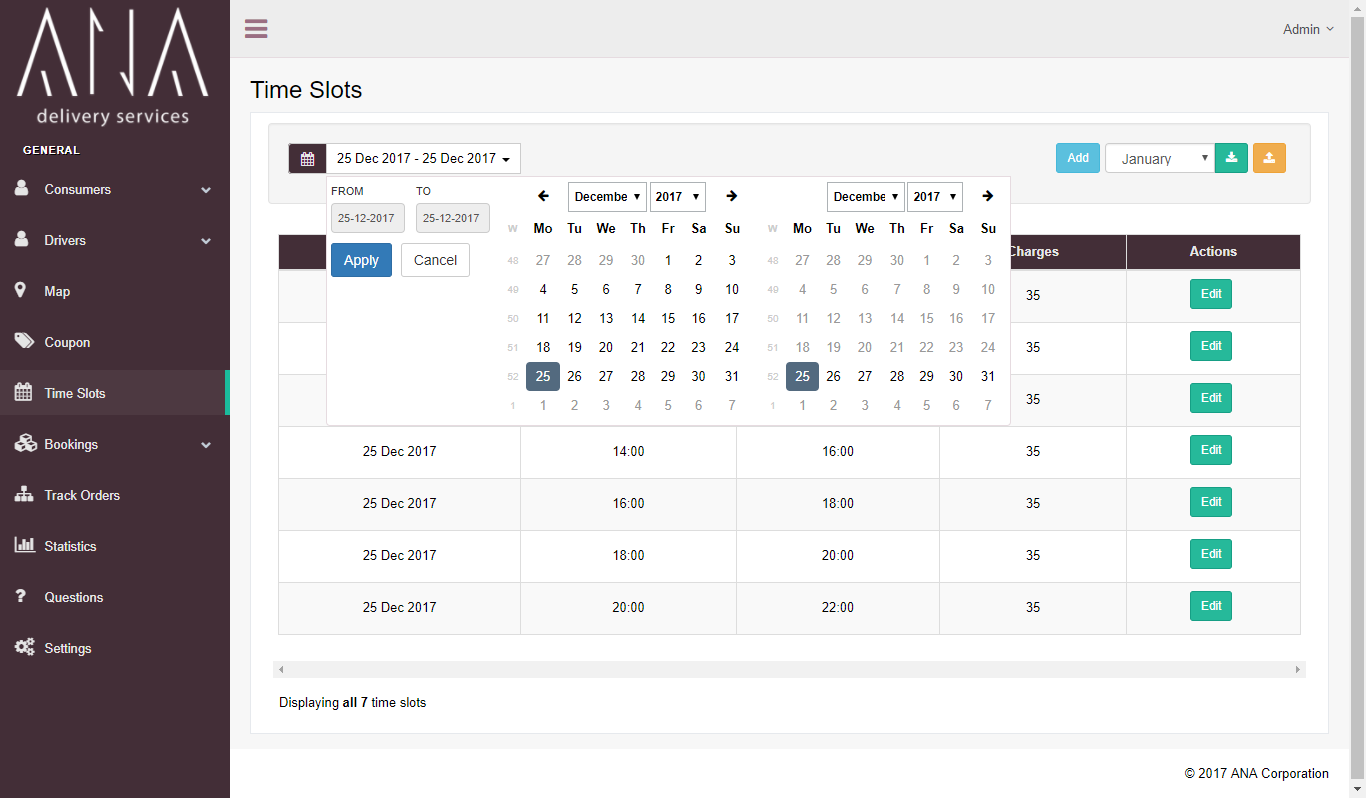 ANA
delivery services
GENERAL
Consumers
Drivers
Map
Coupon
Time Slots
Bookings
Track Orders
Statistics
Questions
Settings
Admin
Time Slots
25 Dec 2017 - 25 Dec 2017
Add January
FROM TO
25-12-2017 25-12-2017
Apply Cancel
Decembe 2017
W Mo Tu We Th Fr Sa Su
48 27 28 29 30 1 2 3
49 4 5 6 7 8 9 10
50 11 12 13 14 15 16 17
51 18 19 20 21 22 23 24
52 25 26 27 28 29 30 31
1 1 2 3 4 5 6 7
Decembe 2017
W Mo Tu We Th Fr Sa Su
48 27 28 29 30 1 2 3
49 4 5 6 7 8 9 10
50 11 12 13 14 15 16 17
51 18 19 20 21 22 23 24
52 25 26 27 28 29 30 31
1 1 2 3 4 5 6 7
Charges Actions
35 Edit
35 Edit
35 Edit
25 Dec 2017 14:00 16:00 35 Edit
25 Dec 2017 16:00 18:00 35 Edit
25 Dec 2017 18:00 20:00 35 Edit
25 Dec 2017 20:00 22:00 35 Edit
Displaying all 7 time slots
© 2017 ANA Corporation